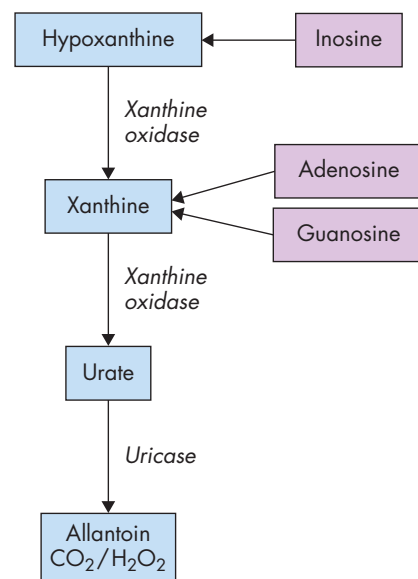 Hypoxanthine
Inosine
Xanthine
oxidase
Adenosine
Xanthine
Guanosine
Xanthine
oxidase
Urate
Uricase
Allantoin
CO₂/H₂O₂